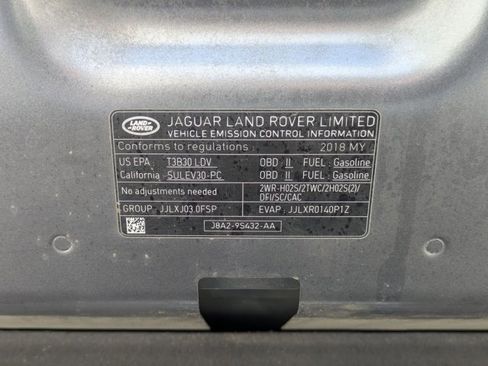 LAND-
ROVER
JAGUAR LAND ROVER LIMITED
VEHICLE EMISSION CONTROL INFORMATION
Conforms to regulations 2018 MY
US EPA T3B30 LDV OBD II FUEL: Gasoline
California SULEV30-PC OBD II FUEL: Gasoline
No adjustments needed
2WR-HO2S/2TWC/2HO2S(2)/
DFI/SC/CAC
GROUP: JJLXJ03.0FSP EVAP: JJLXR0140P1Z
J8A2-9S432-AA